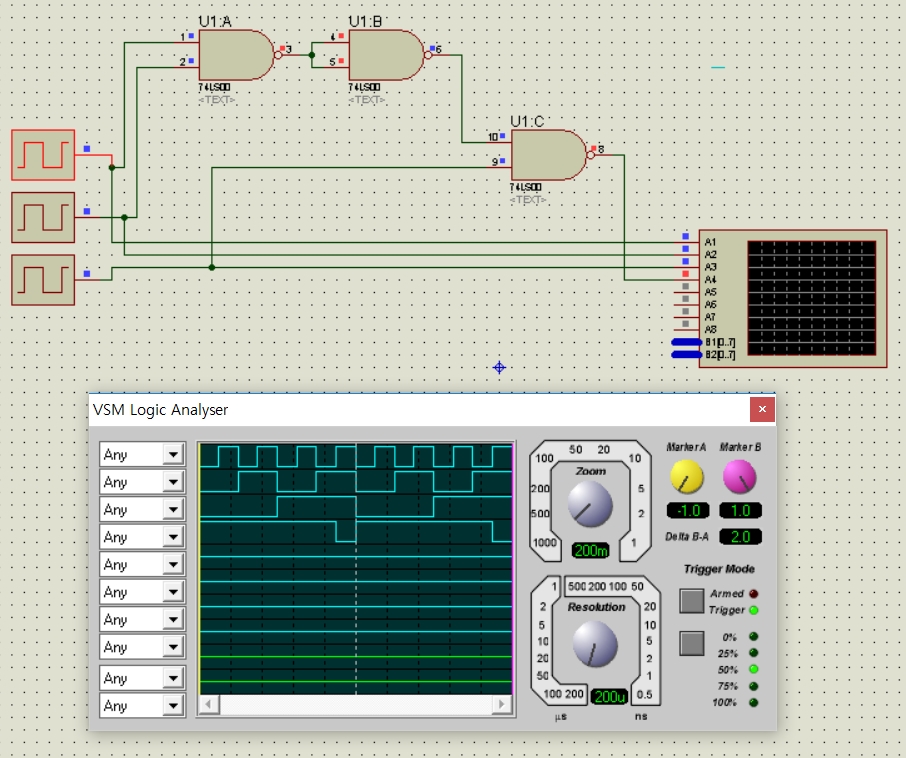 U1:A
U1:B
1
2
3
4
5
6
74LS00
<TEXT>
74LS00
<TEXT>
U1:C
10
9
8
74LS00
<TEXT>
A1
A2
A3
A4
A5
A6
A7
A8
B1[0..7]
B2[0..7]
VSM Logic Analyser
Any
Any
Any
Any
Any
Any
Any
Any
Any
Any
50 20
100 10
Zoom
200 5
500 2
1000 1
200m
Marker A Marker B
-1.0 1.0
Delta B-A 2.0
Trigger Mode
Armed
Trigger
0%
25%
50%
75%
100%
1 500 200 100 50
2 Resolution 20
5 10
10 5
20 2
50 1
100 200 200u 0.5
µs ns